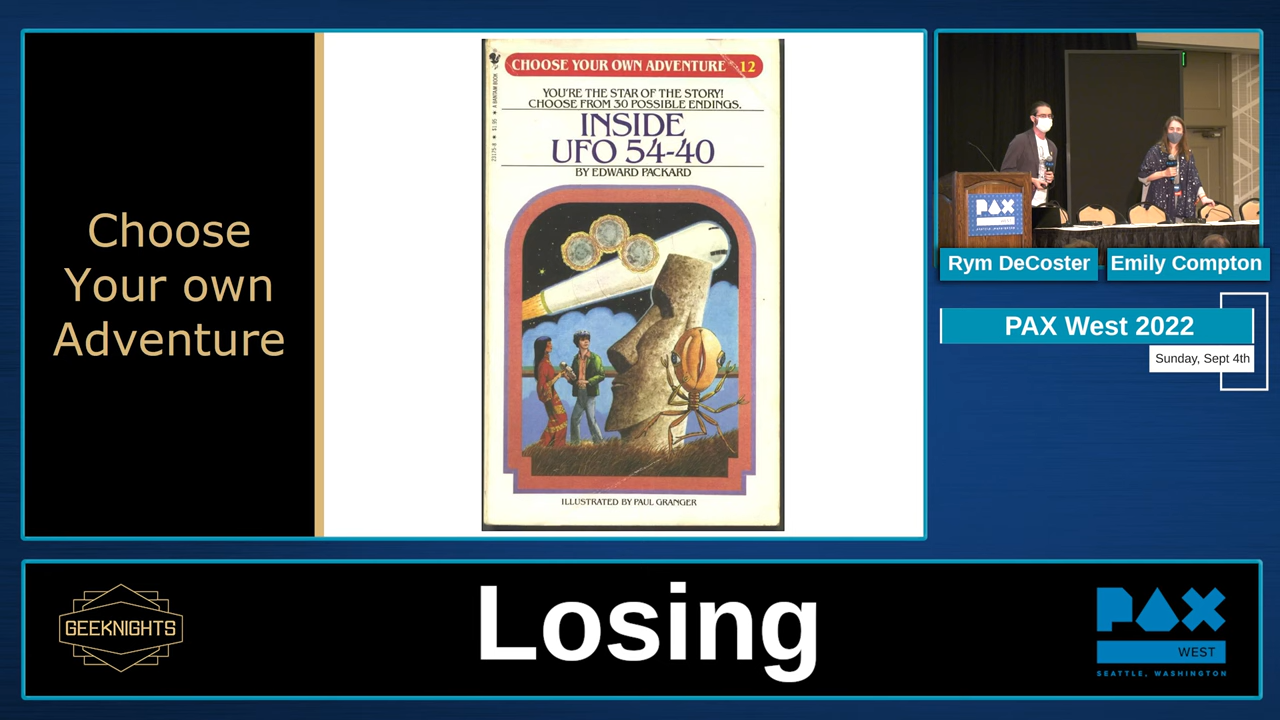 Choose
Your own
Adventure
CHOOSE YOUR OWN ADVENTURE 12
YOU'RE THE STAR OF THE STORY!
CHOOSE FROM 30 POSSIBLE ENDINGS.
INSIDE
UFO 54-40
BY EDWARD PACKARD
ILLUSTRATED BY PAUL GRANGER
PAX
Rym DeCoster
Emily Compton
PAX West 2022
Sunday, Sept 4th
GEEKNIGHTS
Losing
PAX
WEST
SEATTLE, WASHINGTON